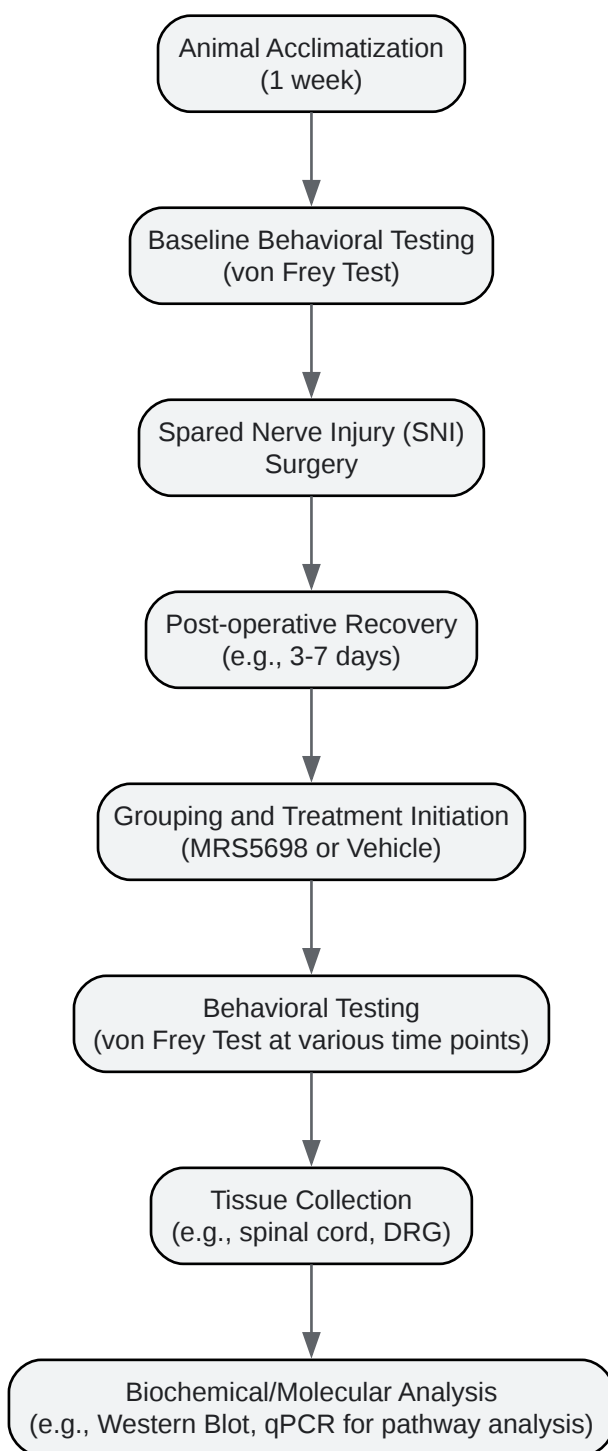 Animal Acclimatization
(1 week)
Baseline Behavioral Testing
(von Frey Test)
Spared Nerve Injury (SNI)
Surgery
Post-operative Recovery
(e.g., 3-7 days)
Grouping and Treatment Initiation
(MRS5698 or Vehicle)
Behavioral Testing
(von Frey Test at various time points)
Tissue Collection
(e.g., spinal cord, DRG)
Biochemical/Molecular Analysis
(e.g., Western Blot, qPCR for pathway analysis)